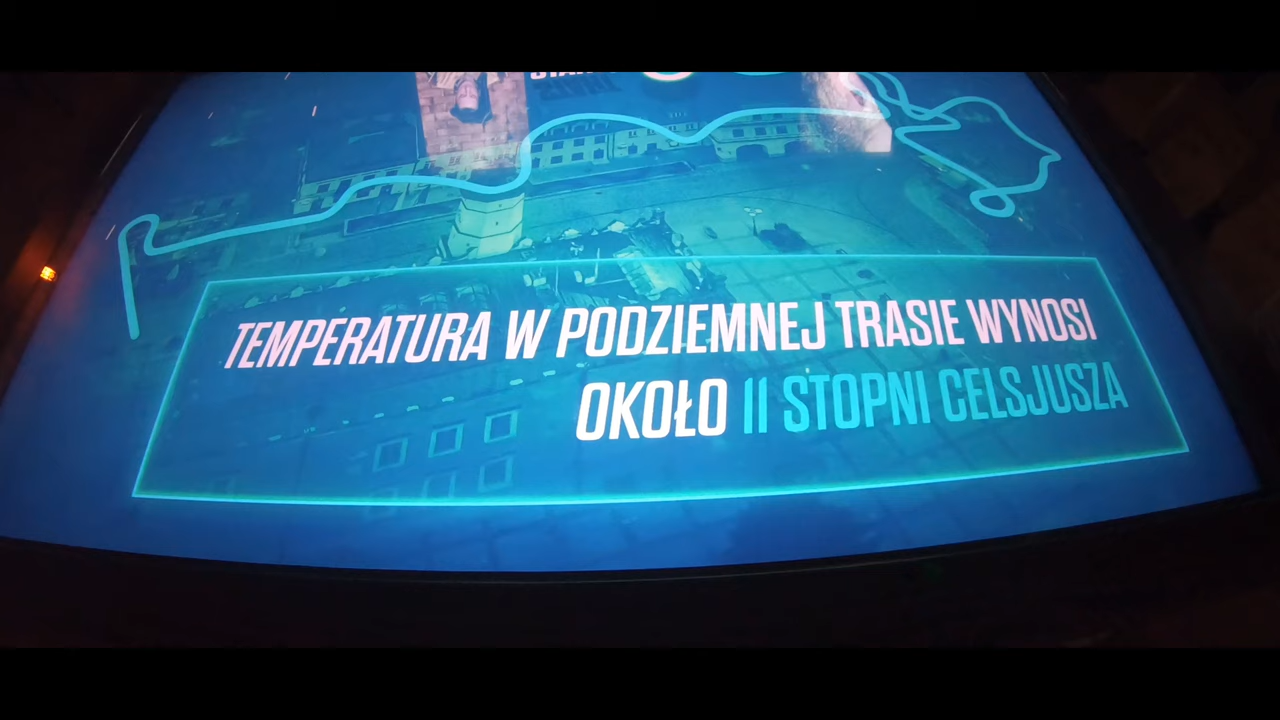 TEMPERATURA W PODZIEMNEJ TRASIE WYNOSI
OKOŁO 11 STOPNI CELSJUSZA